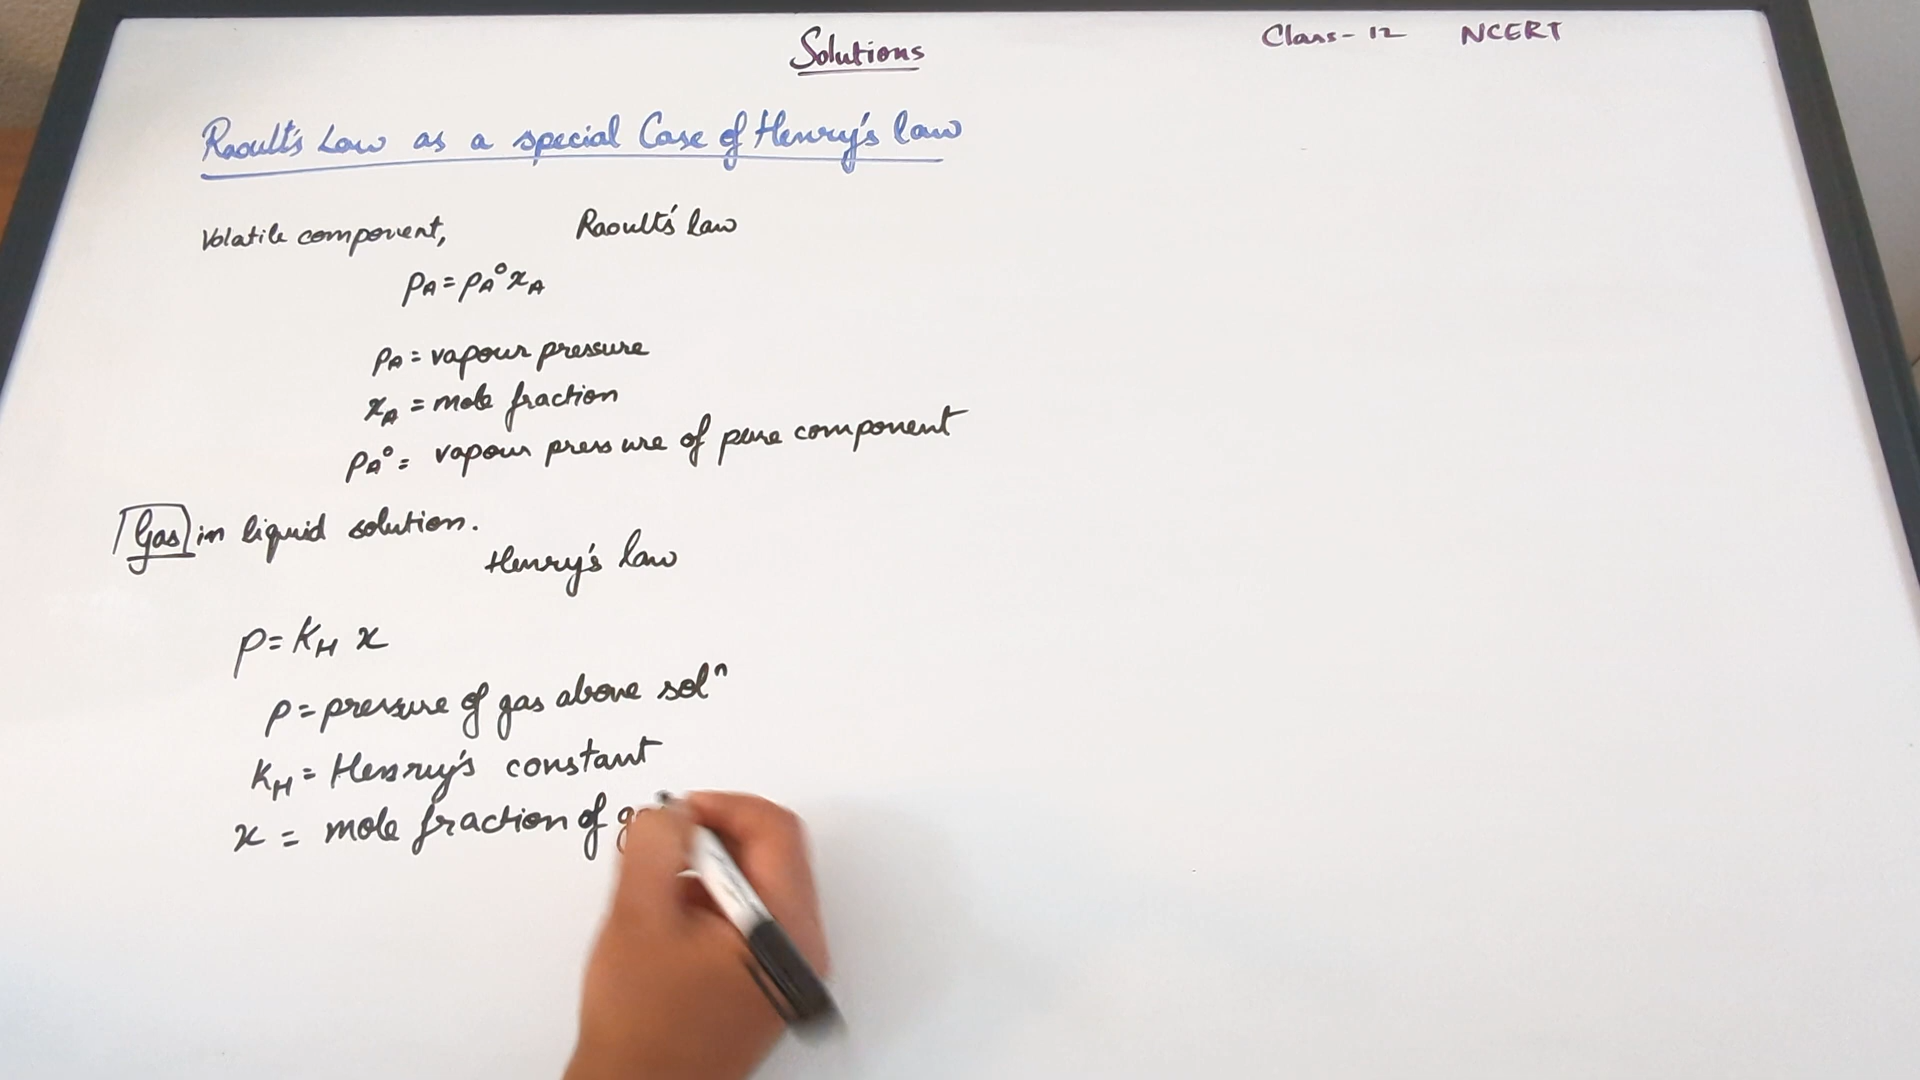 Solutions
Class-12 NCERT
Raoult's Law as a special Case of Henry's law
Volatile component, Raoult's law
pA = pA° xA
pA = vapour pressure
xA = mole fraction
pA° = vapour pressure of pure component
Gas in liquid solution.
Henry's law
p = KH x
p = pressure of gas above solⁿ
KH = Henry's constant
x = mole fraction of